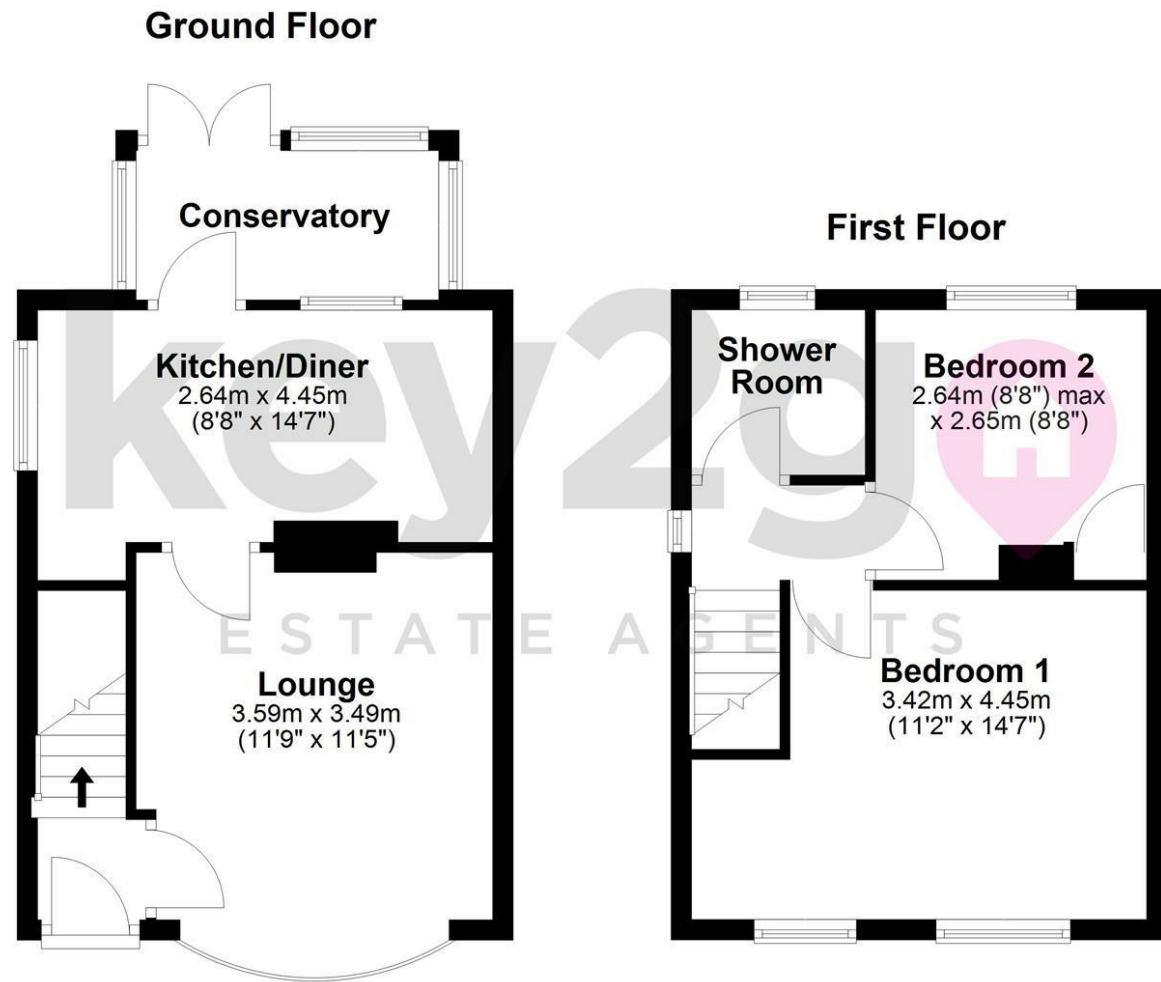 Ground Floor
Conservatory
Kitchen/Diner
2.64m x 4.45m
(8'8" x 14'7")
Lounge
3.59m x 3.49m
(11'9" x 11'5")
First Floor
Shower
Room
Bedroom 2
2.64m (8'8") max
x 2.65m (8'8")
Bedroom 1
3.42m x 4.45m
(11'2" x 14'7")
key2g
ESTATE AGENTS